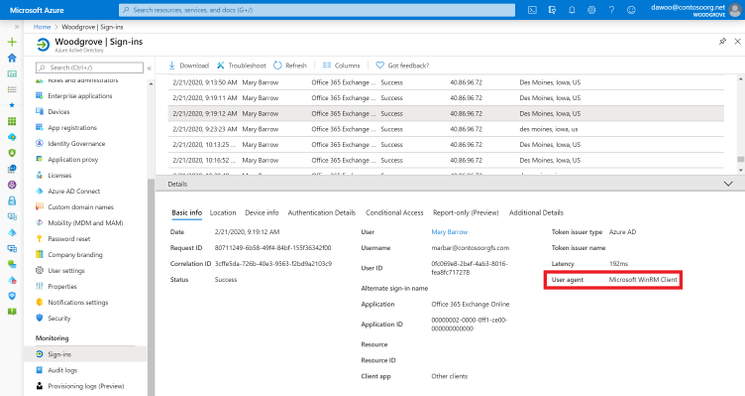 Microsoft Azure
Search resources, services, and docs (G+/)
dawoo@contosoorg.net
WOODGROVE
Home > Woodgrove | Sign-ins
Woodgrove | Sign-ins
Azure Active Directory
Search (Ctrl+/)
Download Troubleshoot Refresh Columns Got feedback?
Roles and administrators
Enterprise applications
Devices
App registrations
Identity Governance
Application proxy
Licenses
Azure AD Connect
Custom domain names
Mobility (MDM and MAM)
Password reset
Company branding
User settings
Properties
Notifications settings
Security
Monitoring
Sign-ins
Audit logs
Provisioning logs (Preview)
2/21/2020, 9:13:50 AM Mary Barrow Office 365 Exchange ... Success 40.86.96.72 Des Moines, Iowa, US
2/21/2020, 9:19:11 AM Mary Barrow Office 365 Exchange ... Success 40.86.96.72 Des Moines, Iowa, US
2/21/2020, 9:19:12 AM Mary Barrow Office 365 Exchange ... Success 40.86.96.72 Des Moines, Iowa, US
2/21/2020, 9:23:23 AM Mary Barrow Office 365 Exchange ... Success 40.86.96.72 des moines, iowa, us
2/21/2020, 10:13:25 ... Mary Barrow Office 365 Exchange ... Success 40.86.96.72 Des Moines, Iowa, US
2/21/2020, 10:16:52 ... Mary Barrow Office 365 Exchange ... Success 40.86.96.72 Des Moines, Iowa, US
Details
Basic info Location Device info Authentication Details Conditional Access Report-only (Preview) Additional Details
Date 2/21/2020, 9:19:12 AM
Request ID 80711249-6b58-49f4-84bf-155f36342f00
Correlation ID 3cffe5da-726b-40e3-9563-f2bd9a2103c9
Status Success
User Mary Barrow
Username marbar@contosoorgfs.com
User ID 0fc069e8-2bef-4ab3-8016-
fea8fc717278
Alternate sign-in name
Application Office 365 Exchange Online
Application ID 00000002-0000-0ff1-ce00-
000000000000
Resource
Resource ID
Client app Other clients
Token issuer type Azure AD
Token issuer name
Latency 192ms
User agent Microsoft WinRM Client